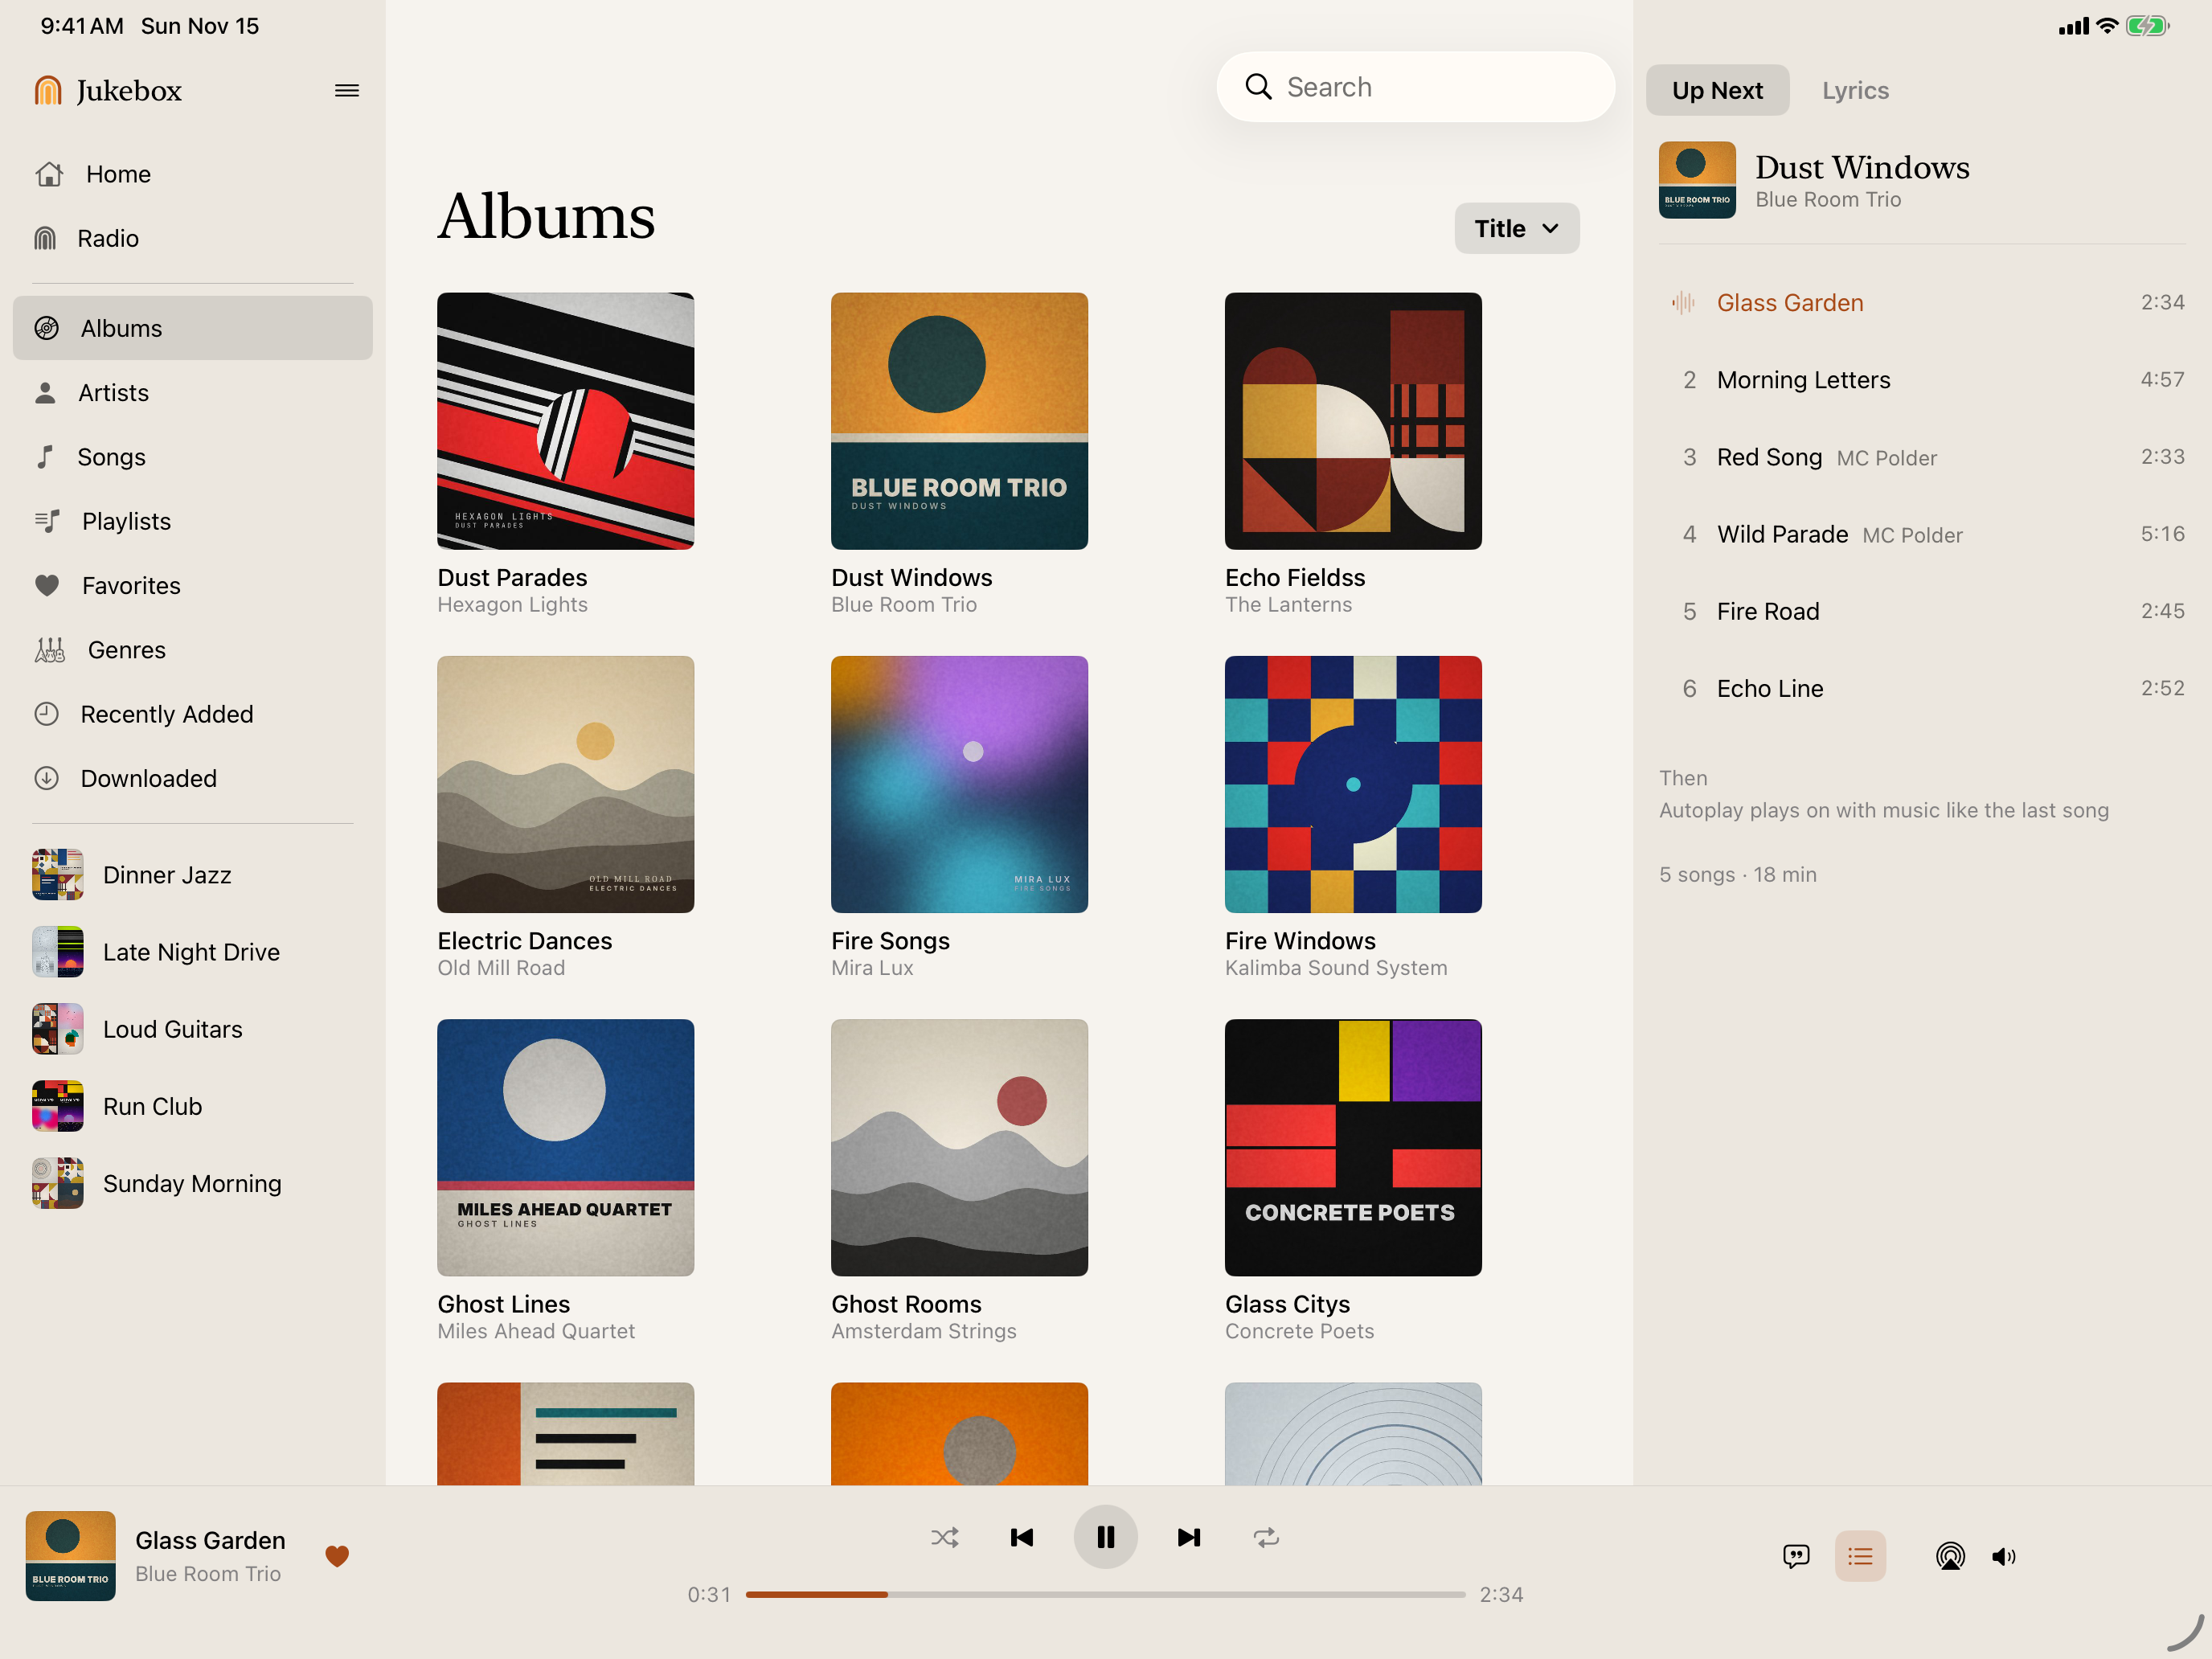 9:41 AM Sun Nov 15
Jukebox
Home
Radio
Albums
Artists
Songs
Playlists
Favorites
Genres
Recently Added
Downloaded
Dinner Jazz
Late Night Drive
Loud Guitars
Run Club
Sunday Morning
Search
Albums
Title
HEXAGON LIGHTS
DUST PARADES
BLUE ROOM TRIO
DUST WINDOWS
Dust Parades
Hexagon Lights
Dust Windows
Blue Room Trio
Echo Fieldss
The Lanterns
OLD MILL ROAD
ELECTRIC DANCES
MIRA LUX
FIRE SONGS
Electric Dances
Old Mill Road
Fire Songs
Mira Lux
Fire Windows
Kalimba Sound System
MILES AHEAD QUARTET
GHOST LINES
CONCRETE POETS
Ghost Lines
Miles Ahead Quartet
Ghost Rooms
Amsterdam Strings
Glass Citys
Concrete Poets
Up Next
Lyrics
BLUE ROOM TRIO
Dust Windows
Blue Room Trio
Glass Garden 2:34
2 Morning Letters 4:57
3 Red Song MC Polder 2:33
4 Wild Parade MC Polder 5:16
5 Fire Road 2:45
6 Echo Line 2:52
Then
Autoplay plays on with music like the last song
5 songs · 18 min
BLUE ROOM TRIO
Glass Garden
Blue Room Trio
0:31
2:34